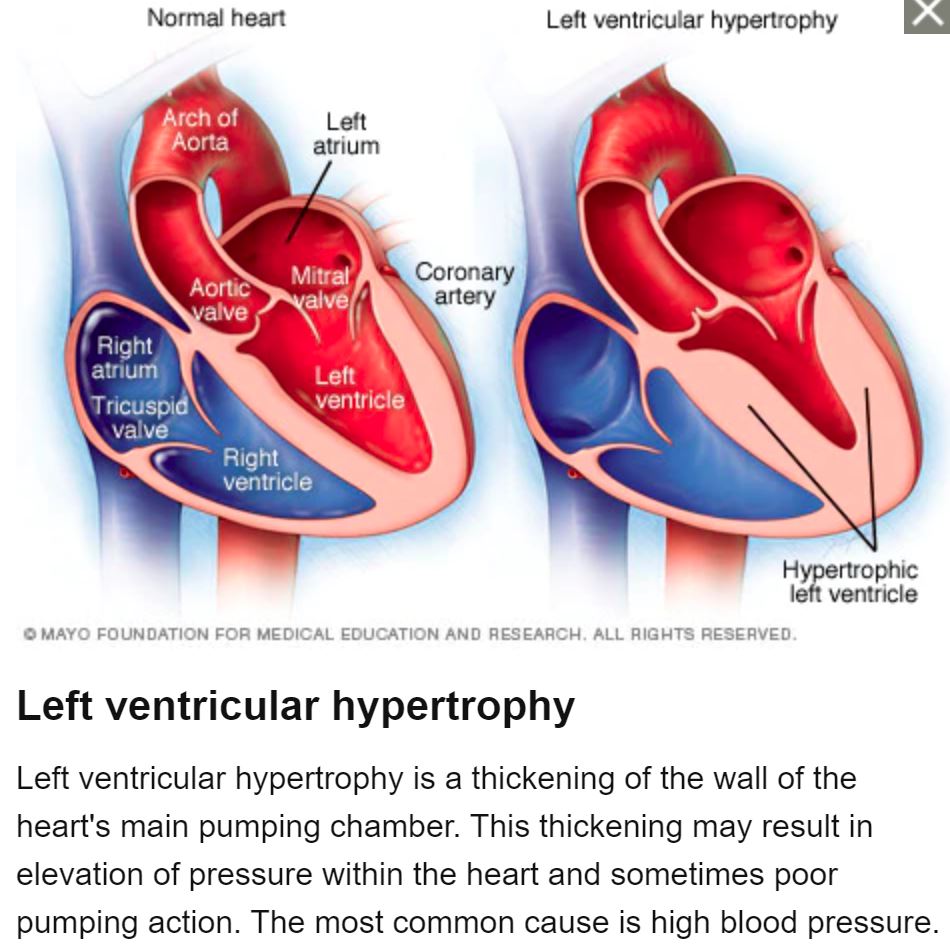 Normal heart
Left ventricular hypertrophy
Arch of
Aorta
Left
atrium
Aortic
valve
Mitral
valve
Coronary
artery
Right
atrium
Tricuspid
valve
Left
ventricle
Right
ventricle
Hypertrophic
left ventricle
© MAYO FOUNDATION FOR MEDICAL EDUCATION AND RESEARCH. ALL RIGHTS RESERVED.
Left ventricular hypertrophy
Left ventricular hypertrophy is a thickening of the wall of the
heart's main pumping chamber. This thickening may result in
elevation of pressure within the heart and sometimes poor
pumping action. The most common cause is high blood pressure.